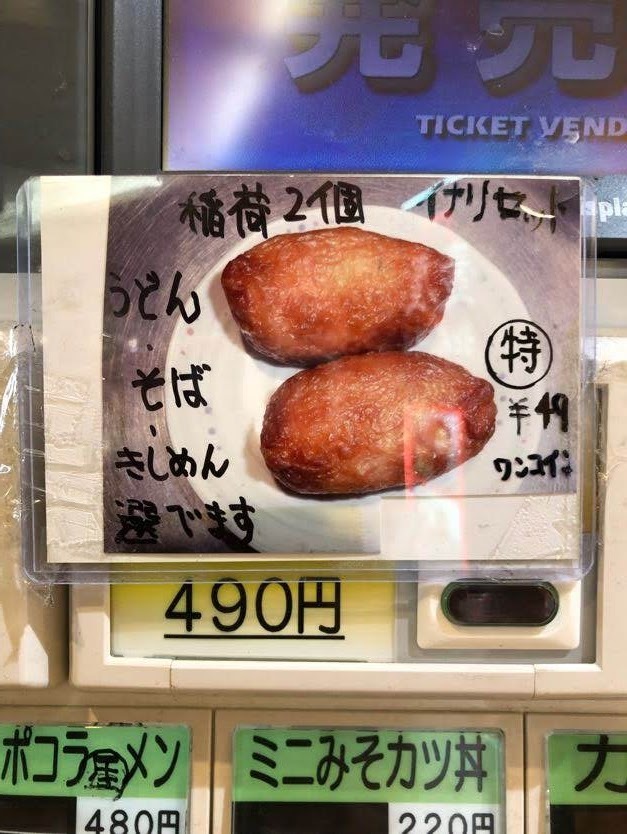 発売
TICKET VEND
稲荷2個
イナリセット
うどん
・
そば
・
きしめん
選でます
特
¥49
ワンコイン
490円
ポコラ星メン
480円
ミニみそカツ丼
220円
カ